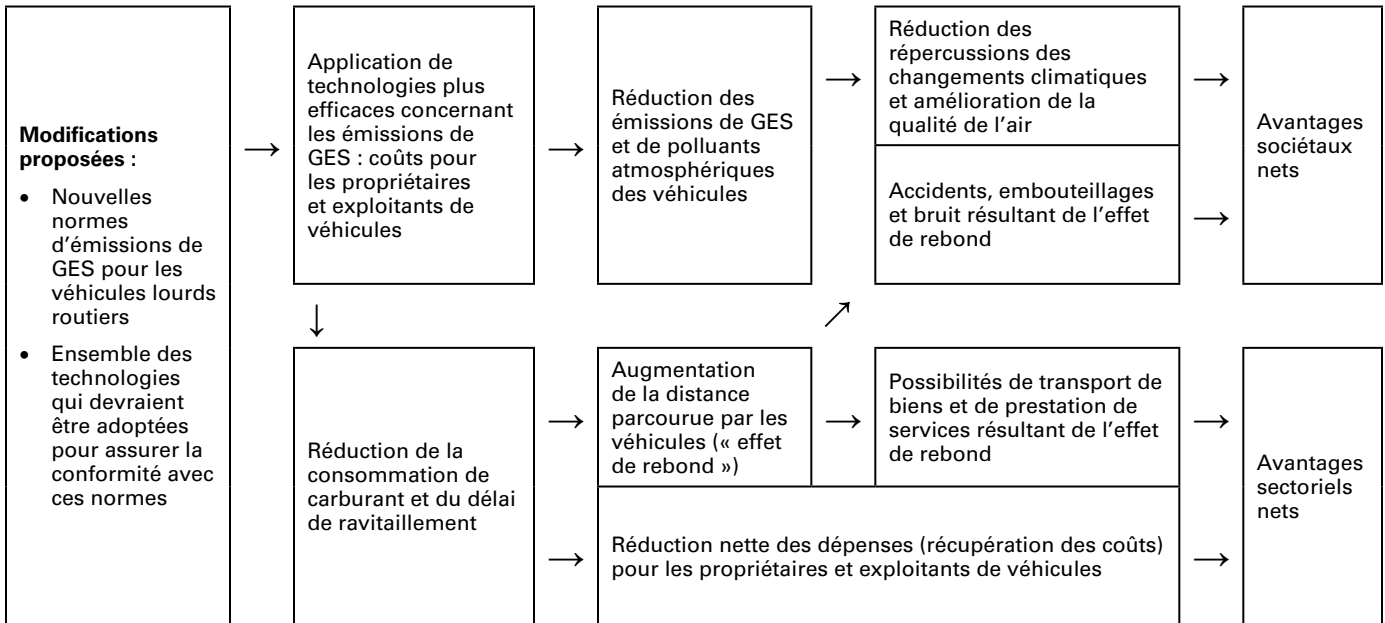 Modifications
proposées :
• Nouvelles
normes
d'émissions de
GES pour les
véhicules lourds
routiers
• Ensemble des
technologies
qui devraient
être adoptées
pour assurer la
conformité avec
ces normes
→
Application de
technologies plus
efficaces concernant
les émissions de
GES : coûts pour
les propriétaires
et exploitants de
véhicules
→
Réduction des
émissions de GES
et de polluants
atmosphériques
des véhicules
→
Réduction des
répercussions des
changements climatiques
et amélioration de la
qualité de l'air
→
Accidents, embouteillages
et bruit résultant de l'effet
de rebond
→
Avantages
sociétaux
nets
↓
↗
Réduction de la
consommation de
carburant et du délai
de ravitaillement
→
Augmentation
de la distance
parcourue par les
véhicules (« effet
de rebond »)
→
Possibilités de transport de
biens et de prestation de
services résultant de l'effet
de rebond
→
→
Réduction nette des dépenses (récupération des coûts)
pour les propriétaires et exploitants de véhicules
→
Avantages
sectoriels
nets